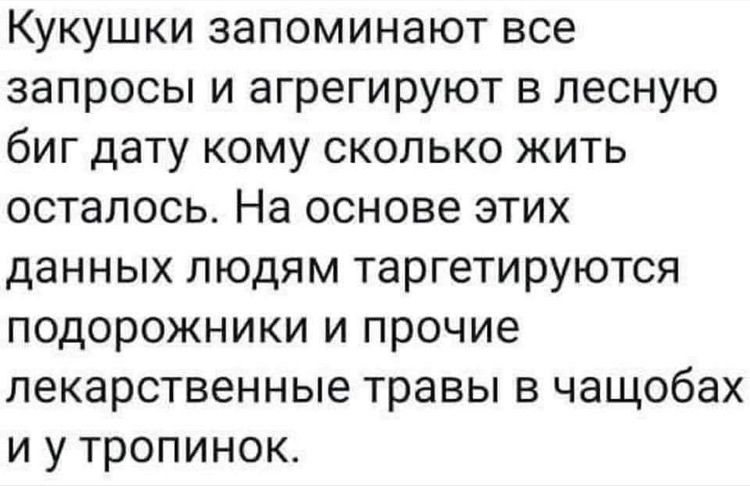 Кукушки запоминают все
запросы и агрегируют в лесную
биг дату кому сколько жить
осталось. На основе этих
данных людям таргетируются
подорожники и прочие
лекарственные травы в чащобах
и у тропинок.